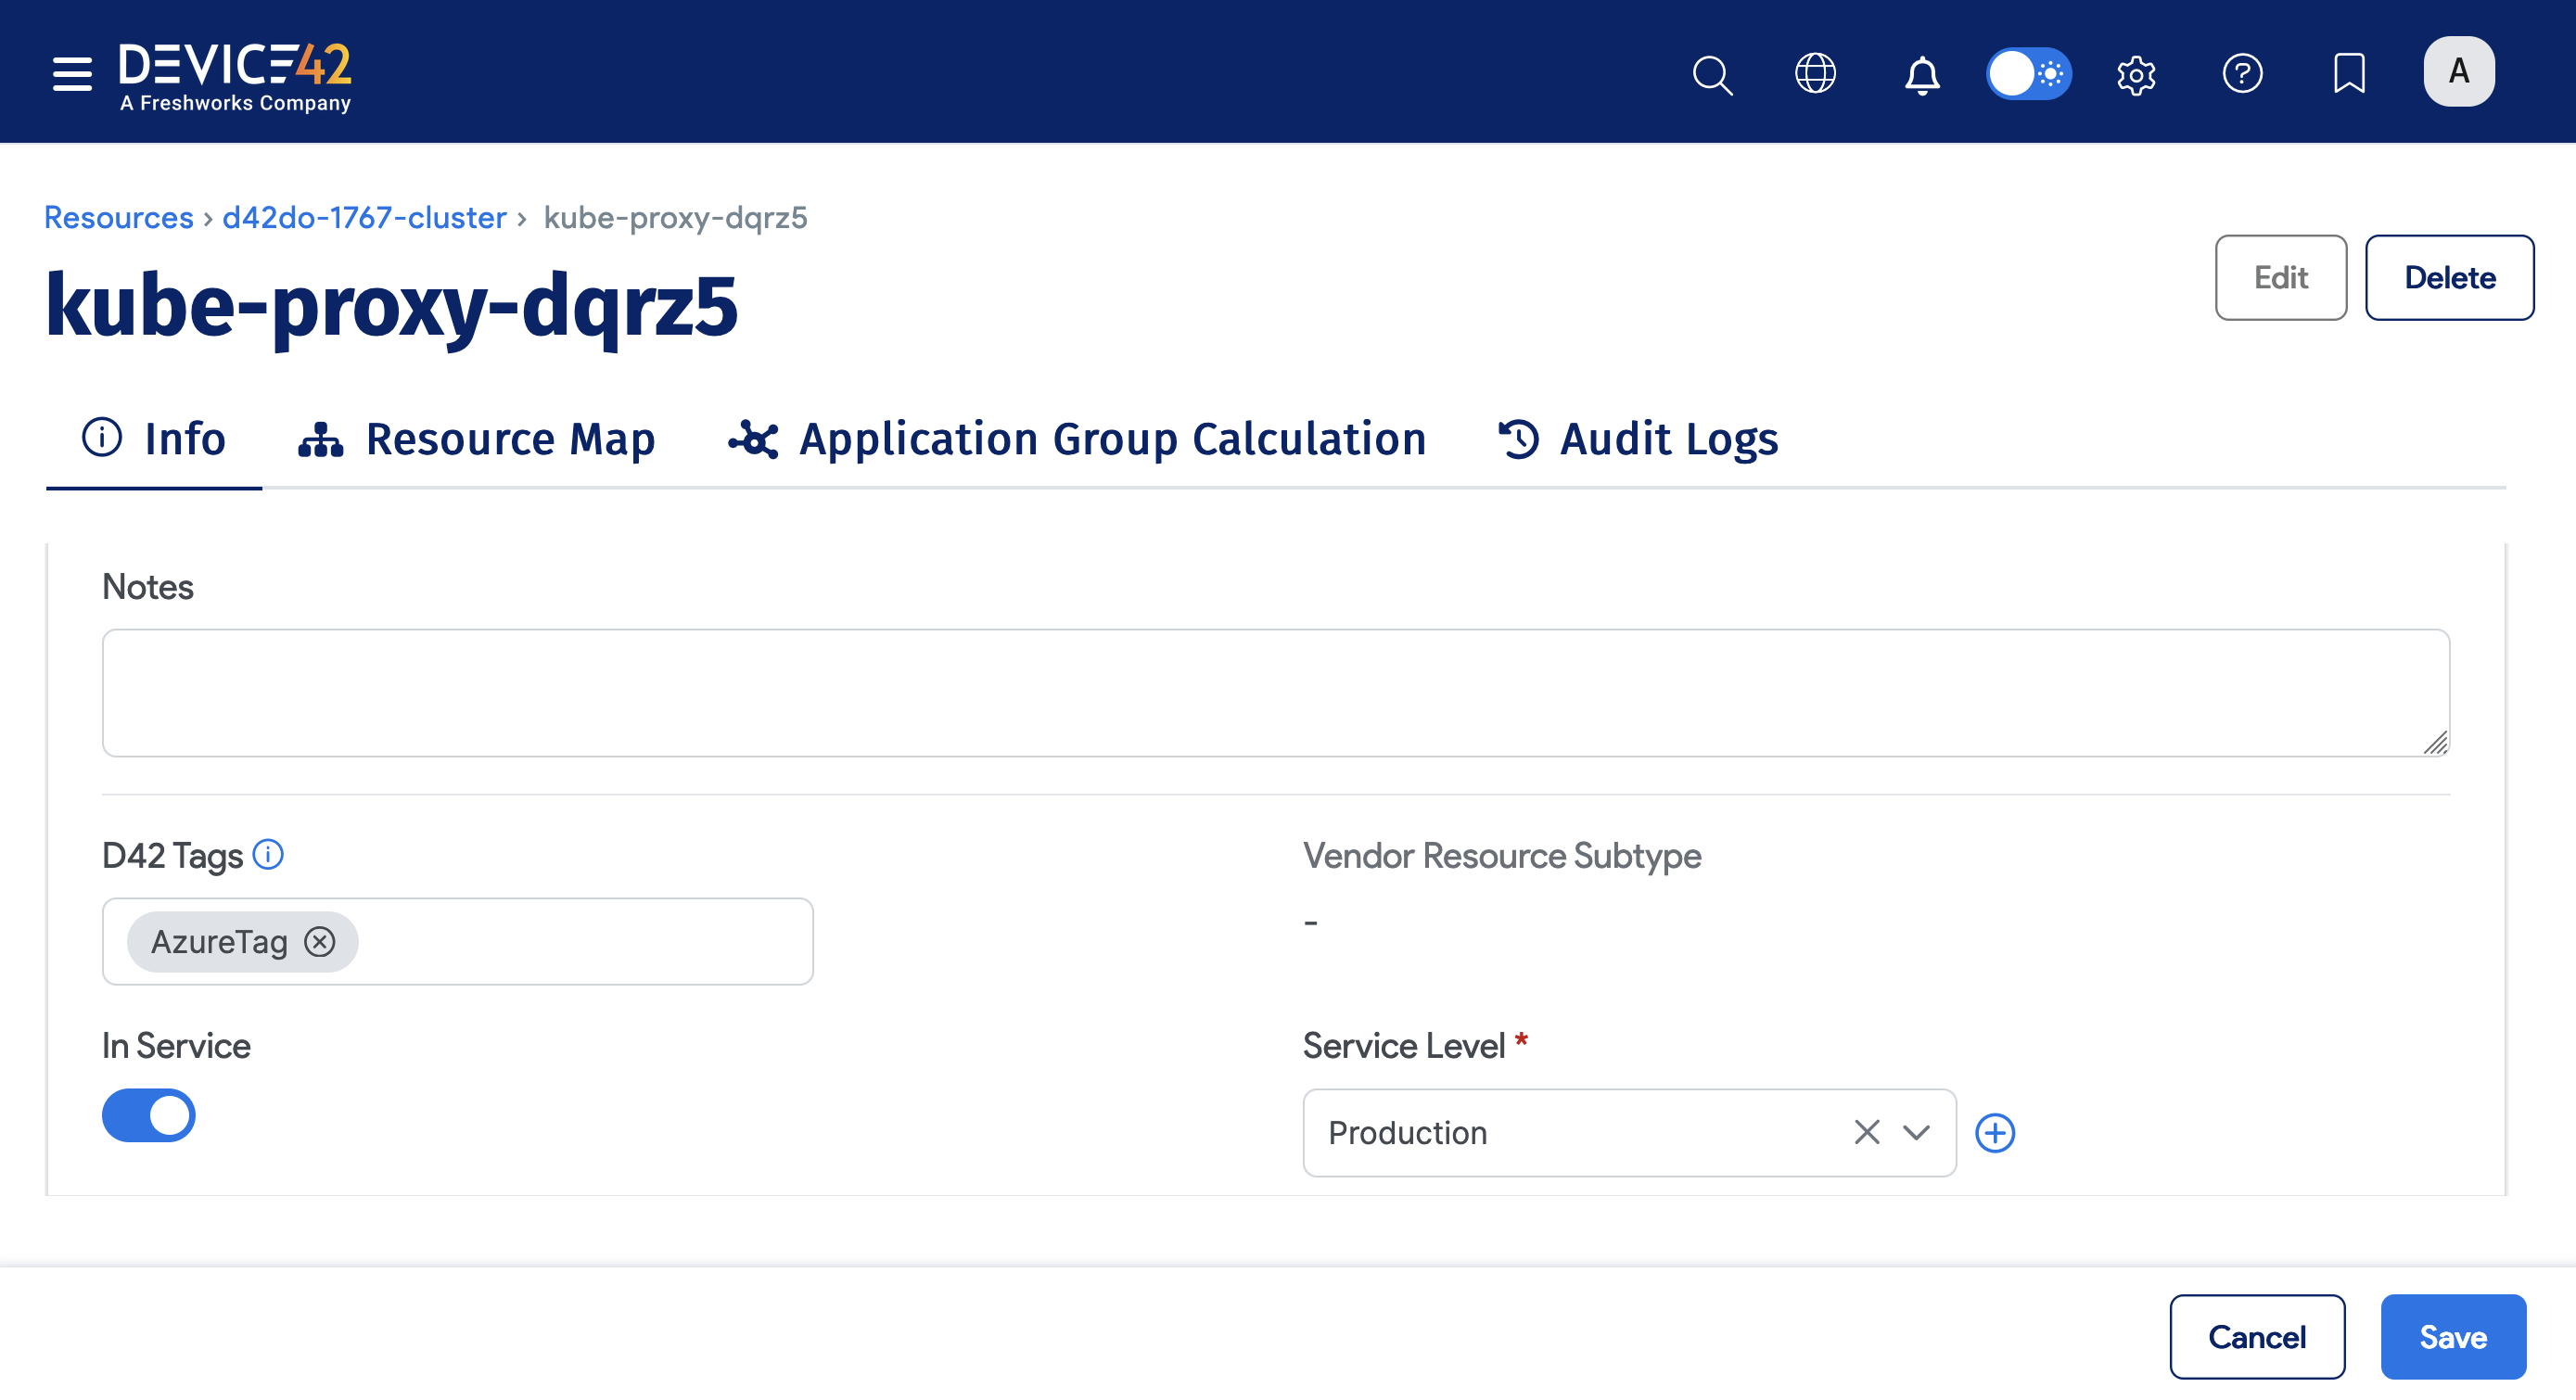 DEVICE42
A Freshworks Company
A
Resources › d42do-1767-cluster › kube-proxy-dqrz5
kube-proxy-dqrz5
Edit
Delete
Info
Resource Map
Application Group Calculation
Audit Logs
Notes
D42 Tags
Vendor Resource Subtype
AzureTag
-
In Service
Service Level *
Production
Cancel
Save